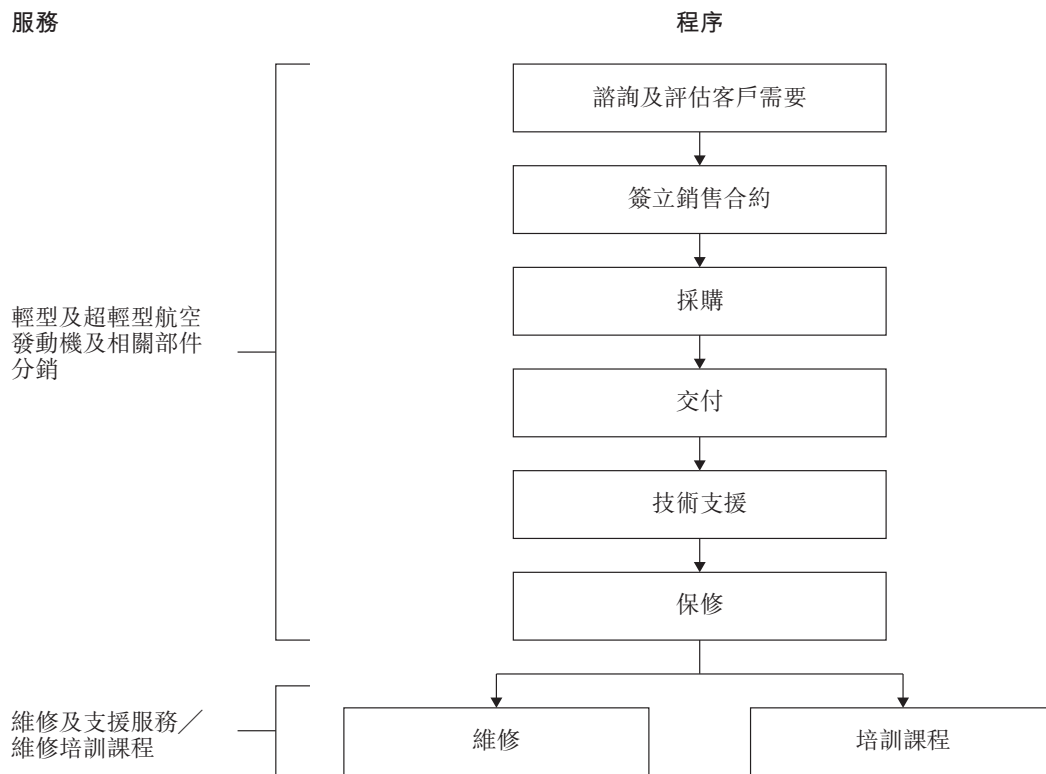 服務
程序
諮詢及評估客戶需要
簽立銷售合約
採購
輕型及超輕型航空
發動機及相關部件
分銷
交付
技術支援
保修
維修及支援服務╱
維修培訓課程
維修
培訓課程